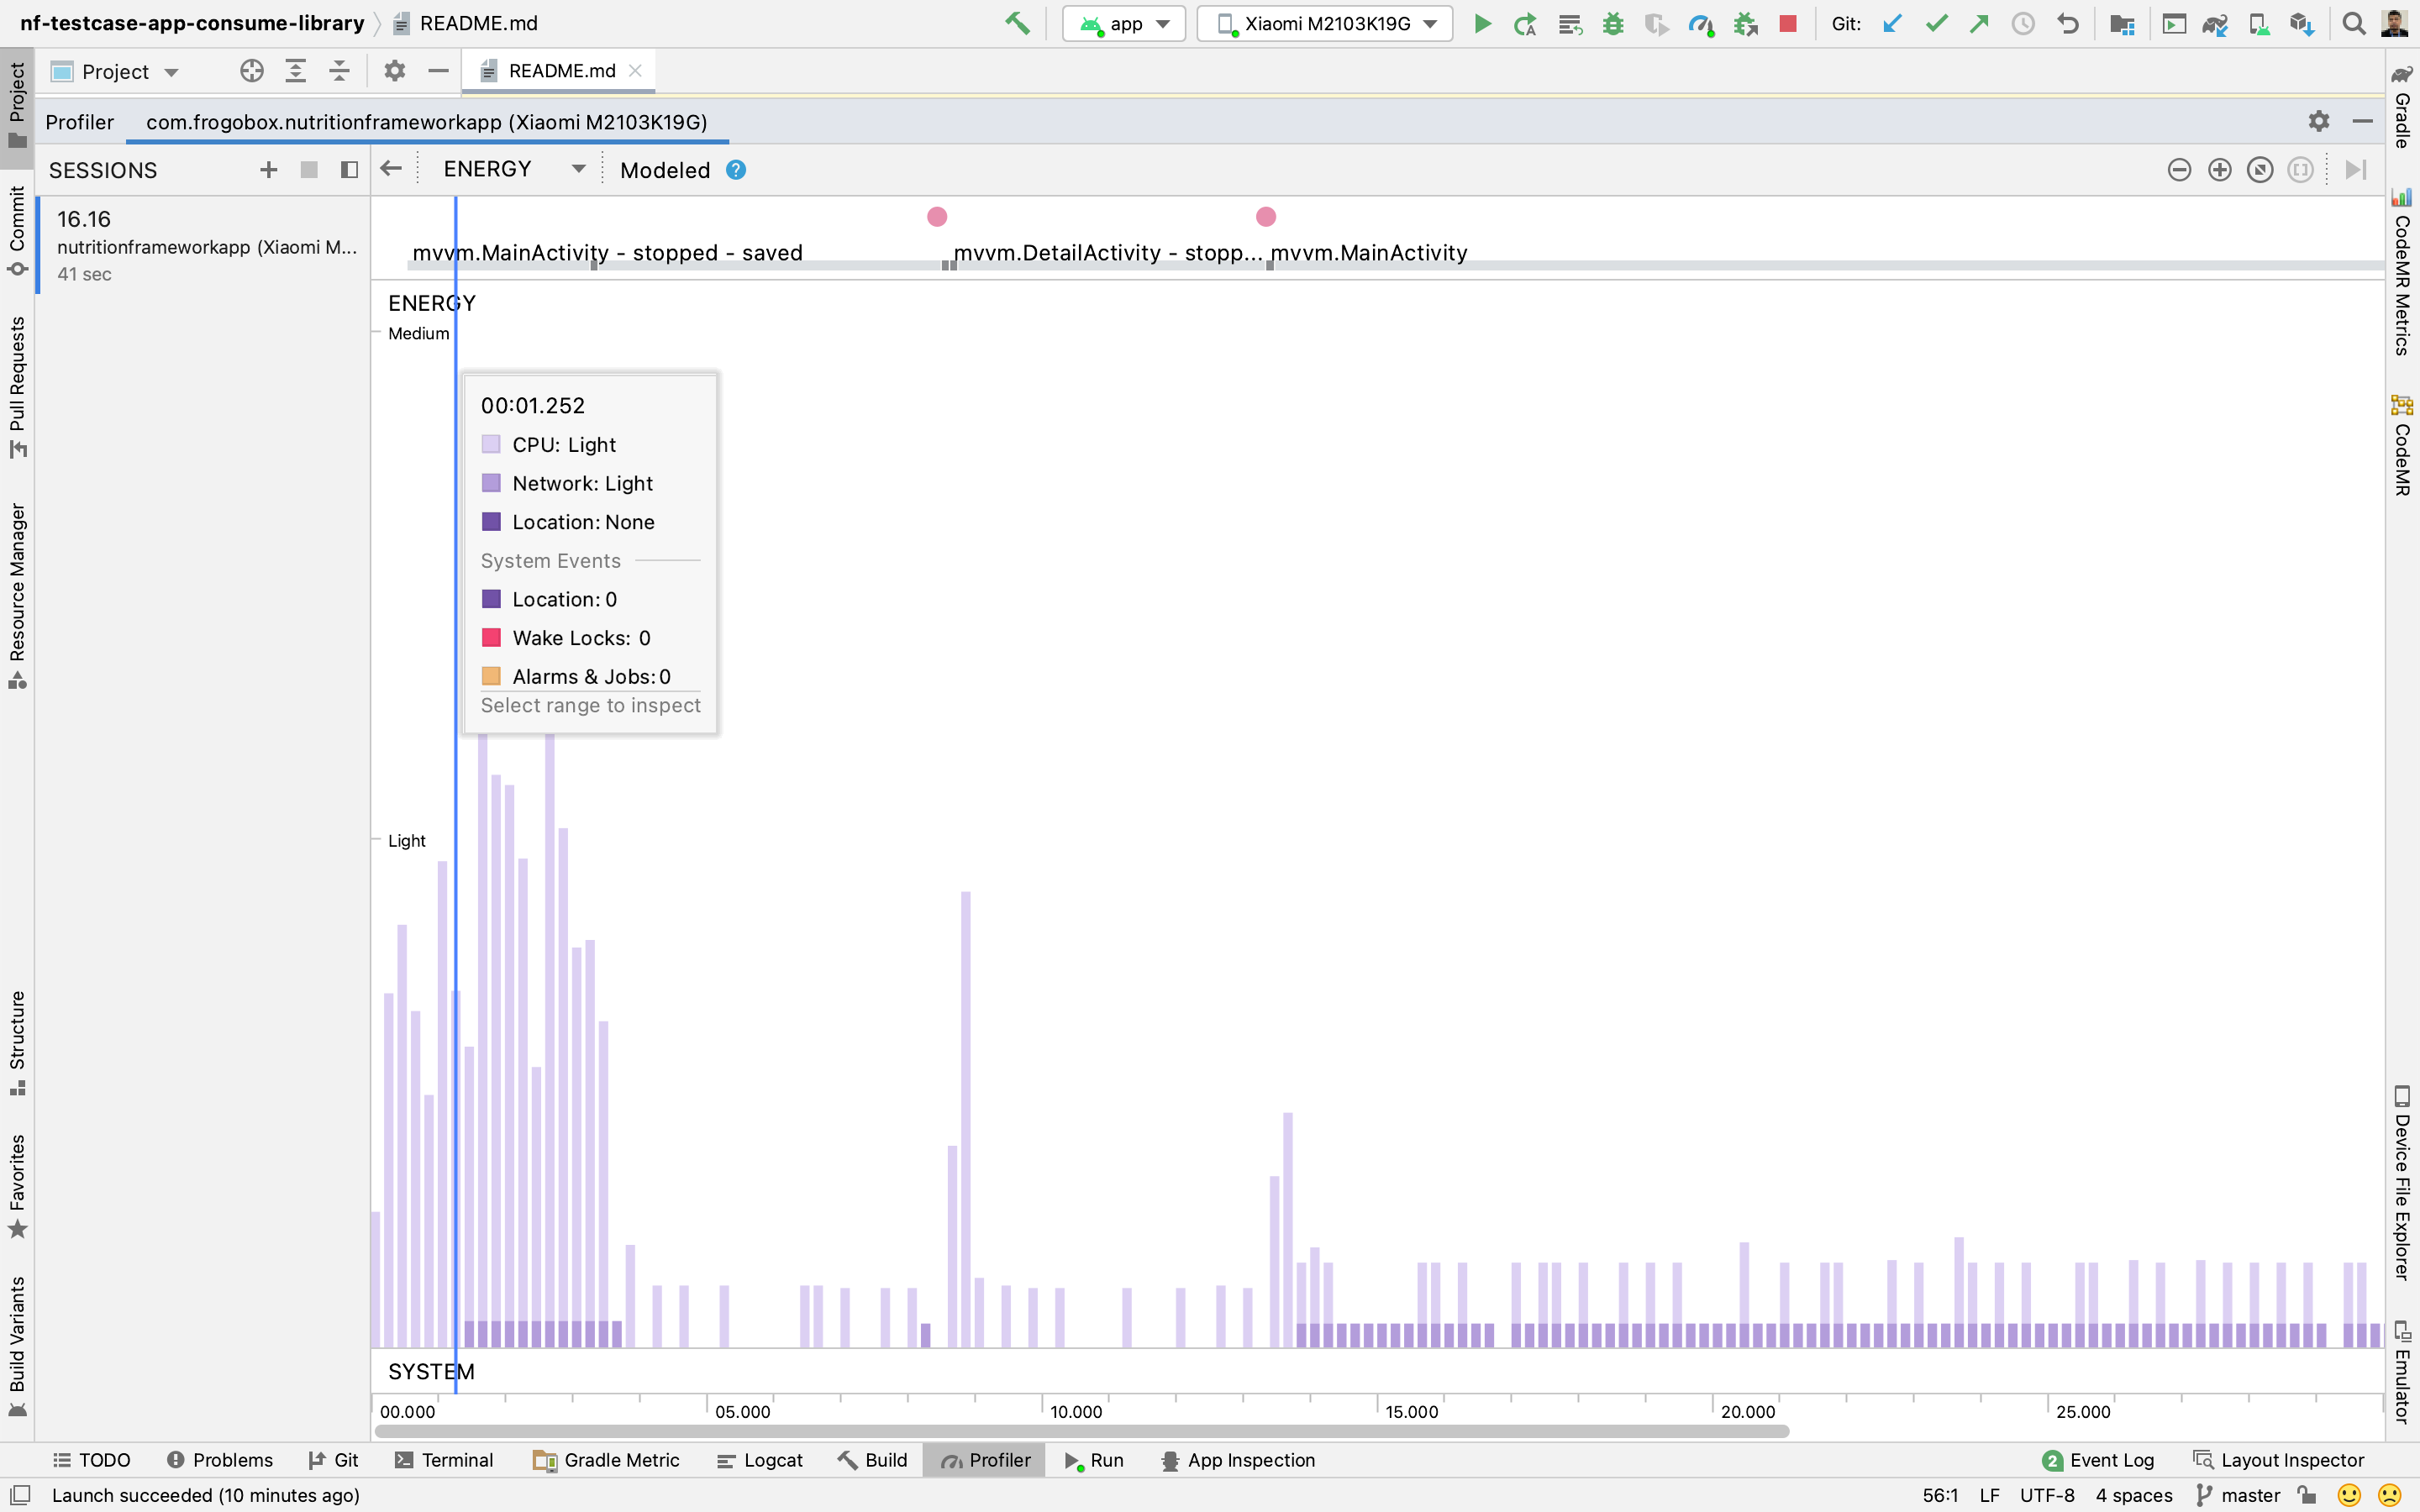 nf-testcase-app-consume-library README.md app Xiaomi M2103K19G Git:
Project README.md
Profiler com.frogobox.nutritionframeworkapp (Xiaomi M2103K19G)
SESSIONS ENERGY Modeled ?
16.16
nutritionframeworkapp (Xiaomi M...
41 sec
mvvm.MainActivity - stopped - saved mvvm.DetailActivity - stopp... mvvm.MainActivity
ENERGY
Medium
00:01.252
CPU: Light
Network: Light
Location: None
System Events
Location: 0
Wake Locks: 0
Alarms & Jobs: 0
Select range to inspect
Light
SYSTEM
00.000 05.000 10.000 15.000 20.000 25.000
Project
Commit
Pull Requests
Resource Manager
Structure
Favorites
Build Variants
Gradle
CodeMR Metrics
CodeMR
Device File Explorer
Emulator
TODO Problems Git Terminal Gradle Metric Logcat Build Profiler Run App Inspection 2 Event Log Layout Inspector
Launch succeeded (10 minutes ago) 56:1 LF UTF-8 4 spaces master